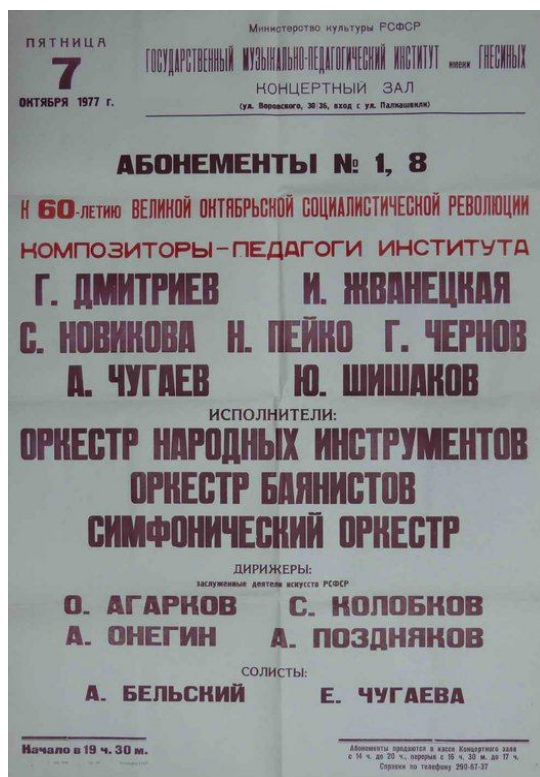 Министерство культуры РСФСР
ПЯТНИЦА
7
ОКТЯБРЯ 1977 г.
ГОСУДАРСТВЕННЫЙ МУЗЫКАЛЬНО-ПЕДАГОГИЧЕСКИЙ ИНСТИТУТ имени ГНЕСИНЫХ
КОНЦЕРТНЫЙ ЗАЛ
(ул. Воровского, 30/36, вход с ул. Палиашвили)
АБОНЕМЕНТЫ № 1, 8
К 60-ЛЕТИЮ ВЕЛИКОЙ ОКТЯБРЬСКОЙ СОЦИАЛИСТИЧЕСКОЙ РЕВОЛЮЦИИ
КОМПОЗИТОРЫ-ПЕДАГОГИ ИНСТИТУТА
Г. ДМИТРИЕВ И. ЖВАНЕЦКАЯ
С. НОВИКОВА Н. ПЕЙКО Г. ЧЕРНОВ
А. ЧУГАЕВ Ю. ШИШАКОВ
ИСПОЛНИТЕЛИ:
ОРКЕСТР НАРОДНЫХ ИНСТРУМЕНТОВ
ОРКЕСТР БАЯНИСТОВ
СИМФОНИЧЕСКИЙ ОРКЕСТР
ДИРИЖЕРЫ:
заслуженные деятели искусств РСФСР
О. АГАРКОВ С. КОЛОБКОВ
А. ОНЕГИН А. ПОЗДНЯКОВ
СОЛИСТЫ:
А. БЕЛЬСКИЙ Е. ЧУГАЕВА
Начало в 19 ч. 30 м.
Абонементы продаются в кассе Концертного зала
с 14 ч. до 20 ч., перерыв с 16 ч. 30 м. до 17 ч.
Справки по телефону 290-67-37